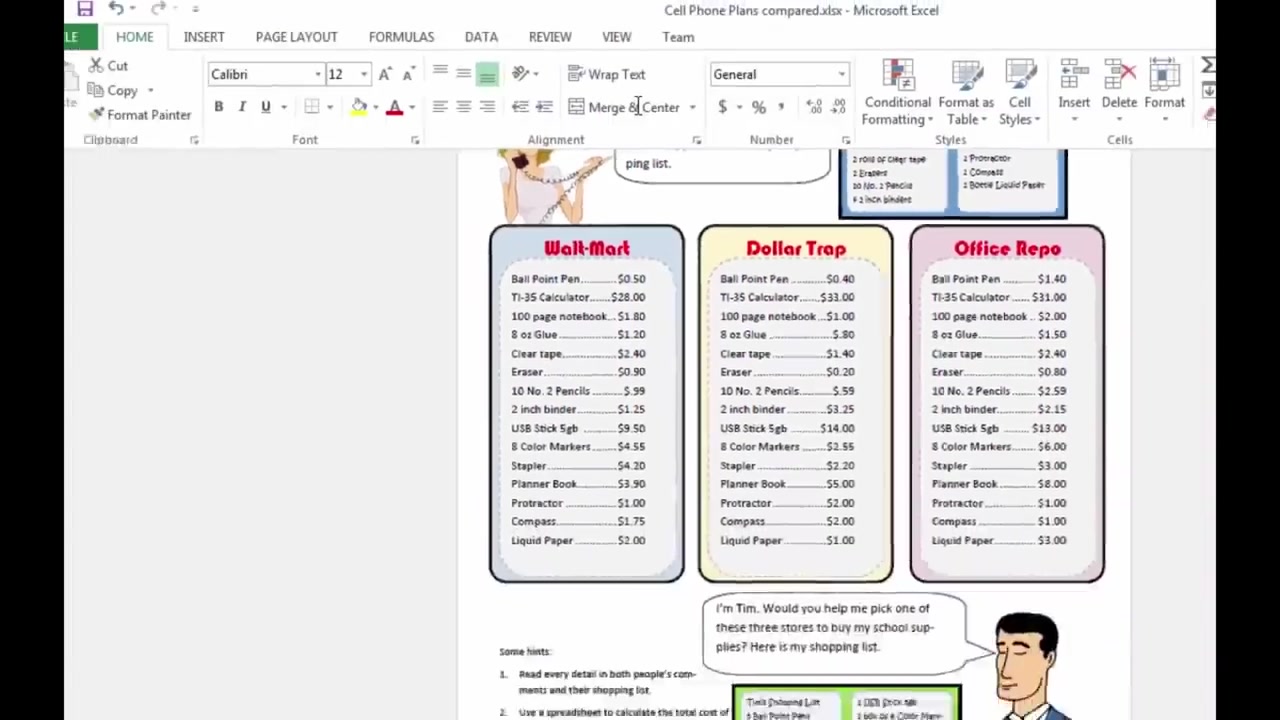 Cell Phone Plans compared.xlsx - Microsoft Excel
LE HOME INSERT PAGE LAYOUT FORMULAS DATA REVIEW VIEW Team
Cut
Copy
Format Painter
Clipboard
Calibri 12
B I U
Font
Wrap Text
Merge & Center
Alignment
General
$ %
Number
Conditional Formatting
Format as Table
Cell Styles
Styles
Insert Delete Format
Cells
ping list.
2 roll of clear tape
2 Erasers
10 No. 2 Pencils
2 inch binders
1 Protractor
1 Compass
1 Bottle Liquid Paper
Walt-Mart
Ball Point Pen............$0.50
TI-35 Calculator......$28.00
100 page notebook...$1.80
8 oz Glue...................$1.20
Clear tape..................$2.40
Eraser........................$0.90
10 No. 2 Pencils..........$.99
2 inch binder.............$1.25
USB Stick 5gb............$9.50
8 Color Markers.........$4.55
Stapler.......................$4.20
Planner Book.............$3.90
Protractor..................$1.00
Compass....................$1.75
Liquid Paper..............$2.00
Dollar Trap
Ball Point Pen............$0.40
TI-35 Calculator......$33.00
100 page notebook...$1.00
8 oz Glue.....................$.80
Clear tape..................$1.40
Eraser........................$0.20
10 No. 2 Pencils..........$.59
2 inch binder.............$3.25
USB Stick 5gb..........$14.00
8 Color Markers.........$2.55
Stapler.......................$2.20
Planner Book.............$5.00
Protractor..................$2.00
Compass....................$2.00
Liquid Paper..............$1.00
Office Repo
Ball Point Pen............$1.40
TI-35 Calculator......$31.00
100 page notebook...$2.00
8 oz Glue...................$1.50
Clear tape..................$2.40
Eraser........................$0.80
10 No. 2 Pencils........$2.59
2 inch binder.............$2.15
USB Stick 5gb..........$13.00
8 Color Markers.........$6.00
Stapler.......................$3.00
Planner Book.............$8.00
Protractor..................$1.00
Compass....................$1.00
Liquid Paper..............$3.00
I'm Tim. Would you help me pick one of
these three stores to buy my school sup-
plies? Here is my shopping list.
Some hints:
1. Read every detail in both people's com-
ments and their shopping list.
2. Use a spreadsheet to calculate the total cost of
Tim's Shopping List
Ball Point Pens
1 USB Stick 5gb
1 box of 8 Color Mark-